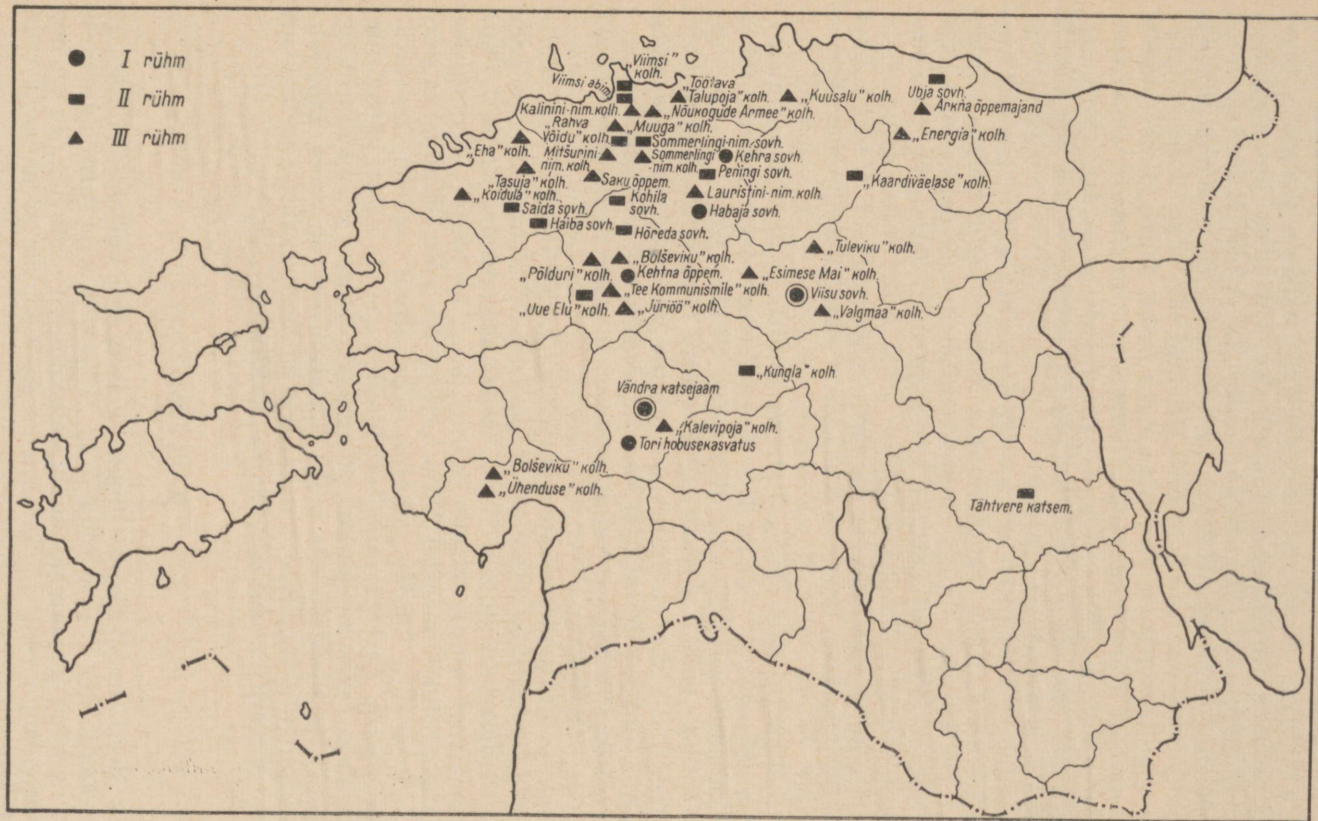 I rühm
II rühm
III rühm
„Viimsi”
kolh.
Viimsi abim.
„Töötava
Talupoja” kolh.
„Kuusalu” kolh.
Ubja sovh.
Arkna õppemajand
Kalinini-nim. kolh.
„Nõukogude Armee” kolh.
„Rahva
Võidu” kolh.
„Muuga” kolh.
„Energia” kolh.
„Eha” kolh.
Sommerlingi-nim. sovh.
Mitšurini
nim. kolh.
Sommerlingi
-nim. kolh.
Kehra sovh.
Peningi sovh.
„Kaardiväelase” kolh.
„Tasuja” kolh.
Saku õppem.
Lauristini-nim. kolh.
„Koidula” kolh.
Kohila
sovh.
Saida sovh.
Habaja sovh.
Haiba sovh.
Hõreda sovh.
„Tuleviku” kolh.
„Bolševiku” kolh.
„Põlduri” kolh.
Kehtna õppem.
„Esimese Mai” kolh.
„Tee Kommunismile” kolh.
Viisu sovh.
„Uue Elu” kolh.
„Jüriöö” kolh.
„Valgmaa” kolh.
„Kungla” kolh.
Vändra katsejaam
„Kalevipoja” kolh.
Tori hobusekasvatus
„Bolševiku” kolh.
„Ühenduse” kolh.
Tähtvere katsem.